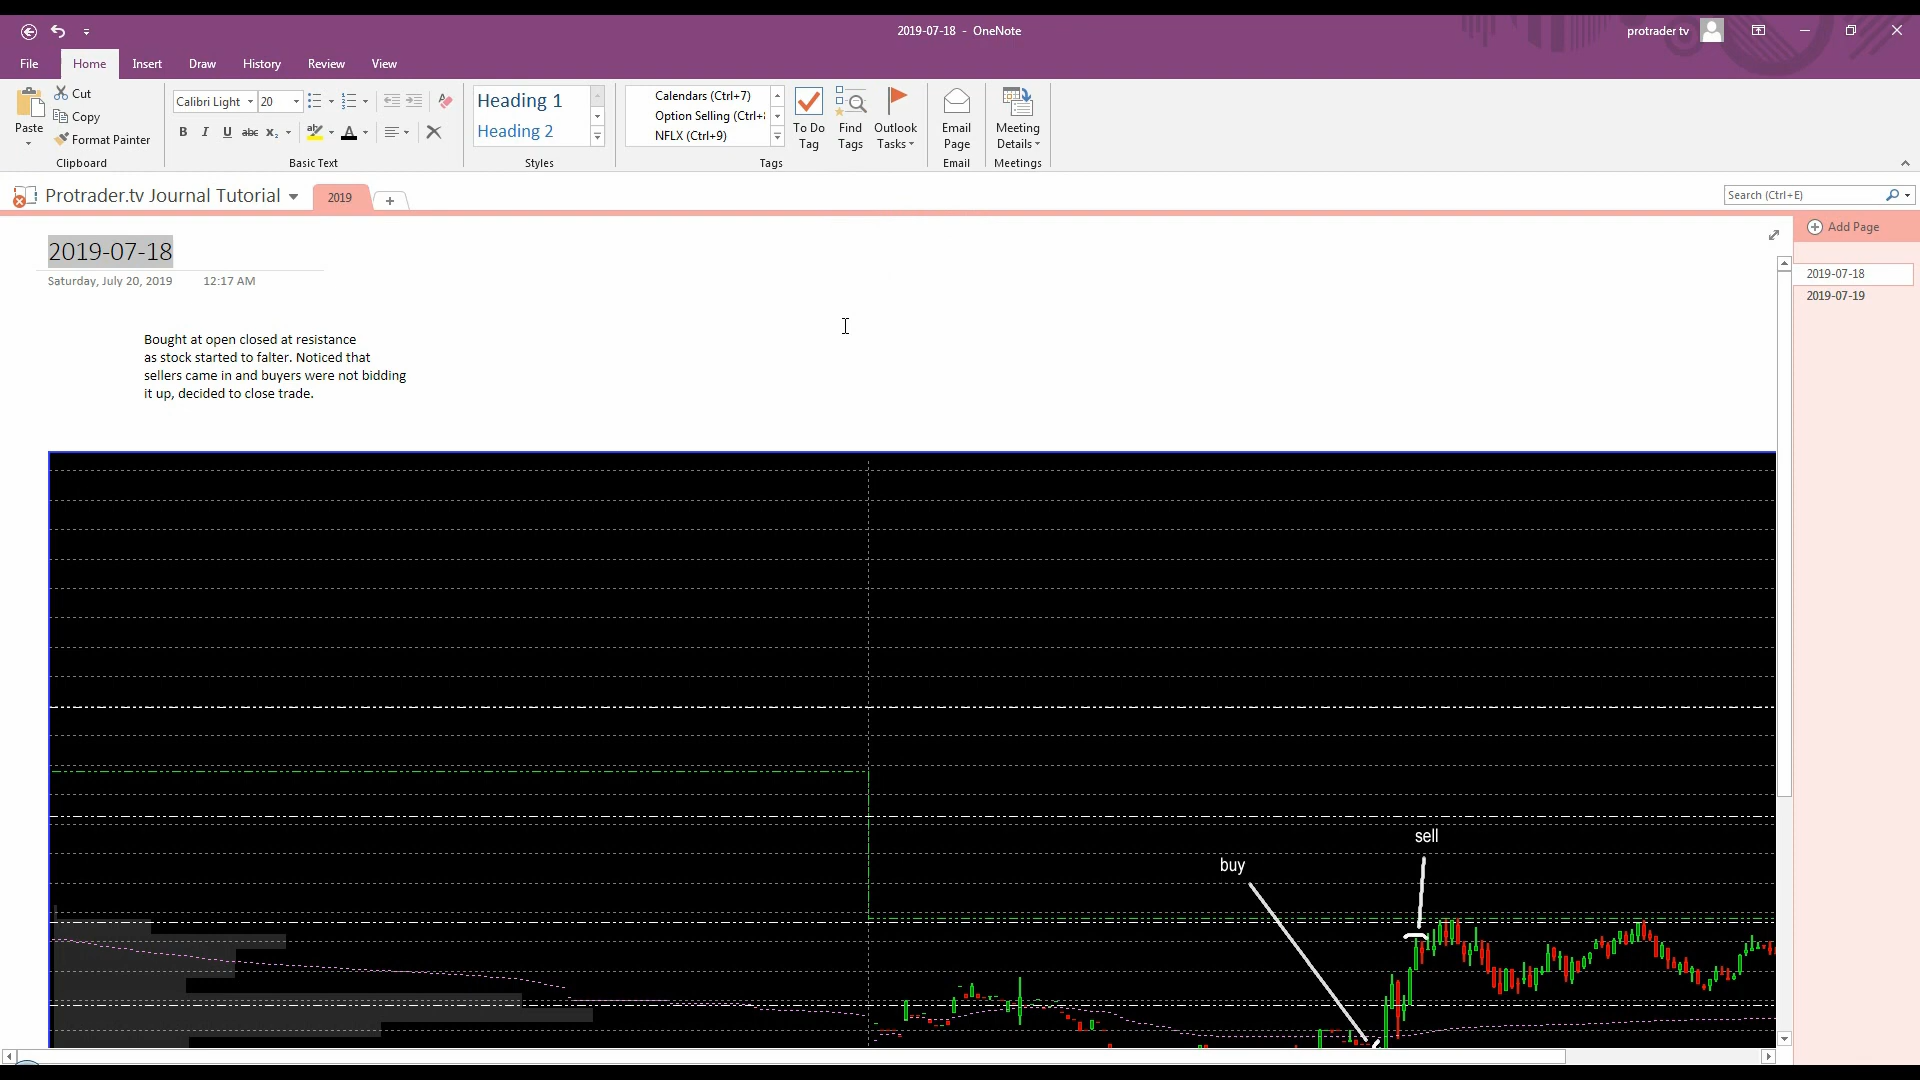 2019-07-18 - OneNote
protrader tv
File Home Insert Draw History Review View
Paste
Cut
Copy
Format Painter
Clipboard
Calibri Light 20
B I U abc X₂ A
Basic Text
Heading 1
Heading 2
Styles
Calendars (Ctrl+7)
Option Selling (Ctrl+
NFLX (Ctrl+9)
Tags
To Do
Tag
Find
Tags
Outlook
Tasks
Email
Page
Email
Meeting
Details
Meetings
Protrader.tv Journal Tutorial
2019
Search (Ctrl+E)
Add Page
2019-07-18
2019-07-19
2019-07-18
Saturday, July 20, 2019 12:17 AM
Bought at open closed at resistance
as stock started to falter. Noticed that
sellers came in and buyers were not bidding
it up, decided to close trade.
sell
buy